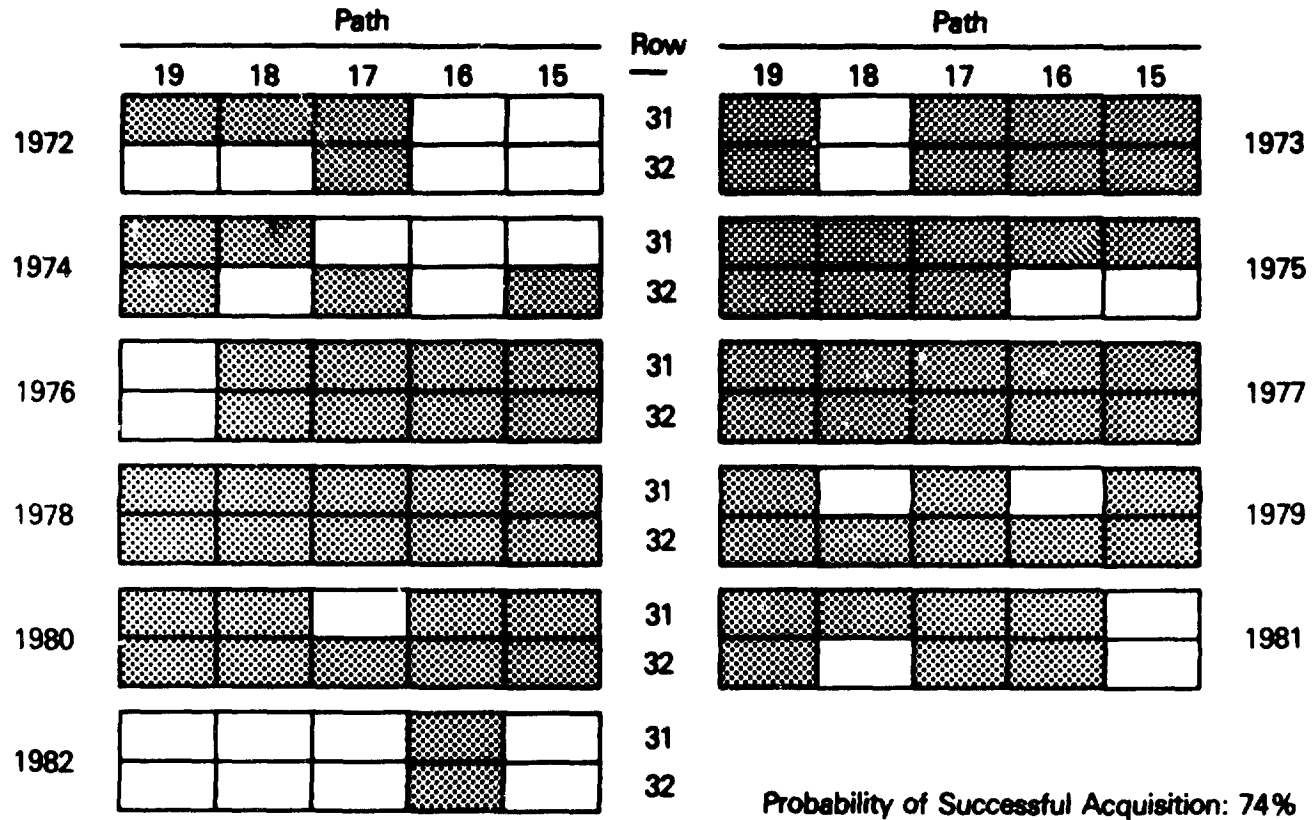 Path Row Path
19 18 17 16 15 19 18 17 16 15
1972 31 1973
32
1974 31 1975
32
1976 31 1977
32
1978 31 1979
32
1980 31 1981
32
1982 31
32
Probability of Successful Acquisition: 74%